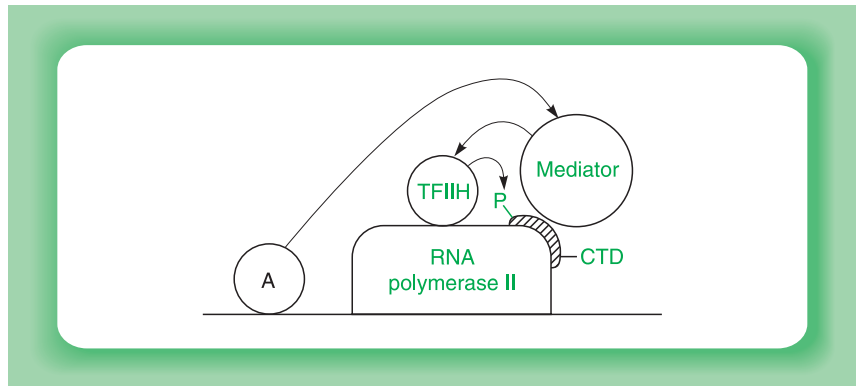 Mediator
TFIIH
P
RNA
polymerase II
CTD
A